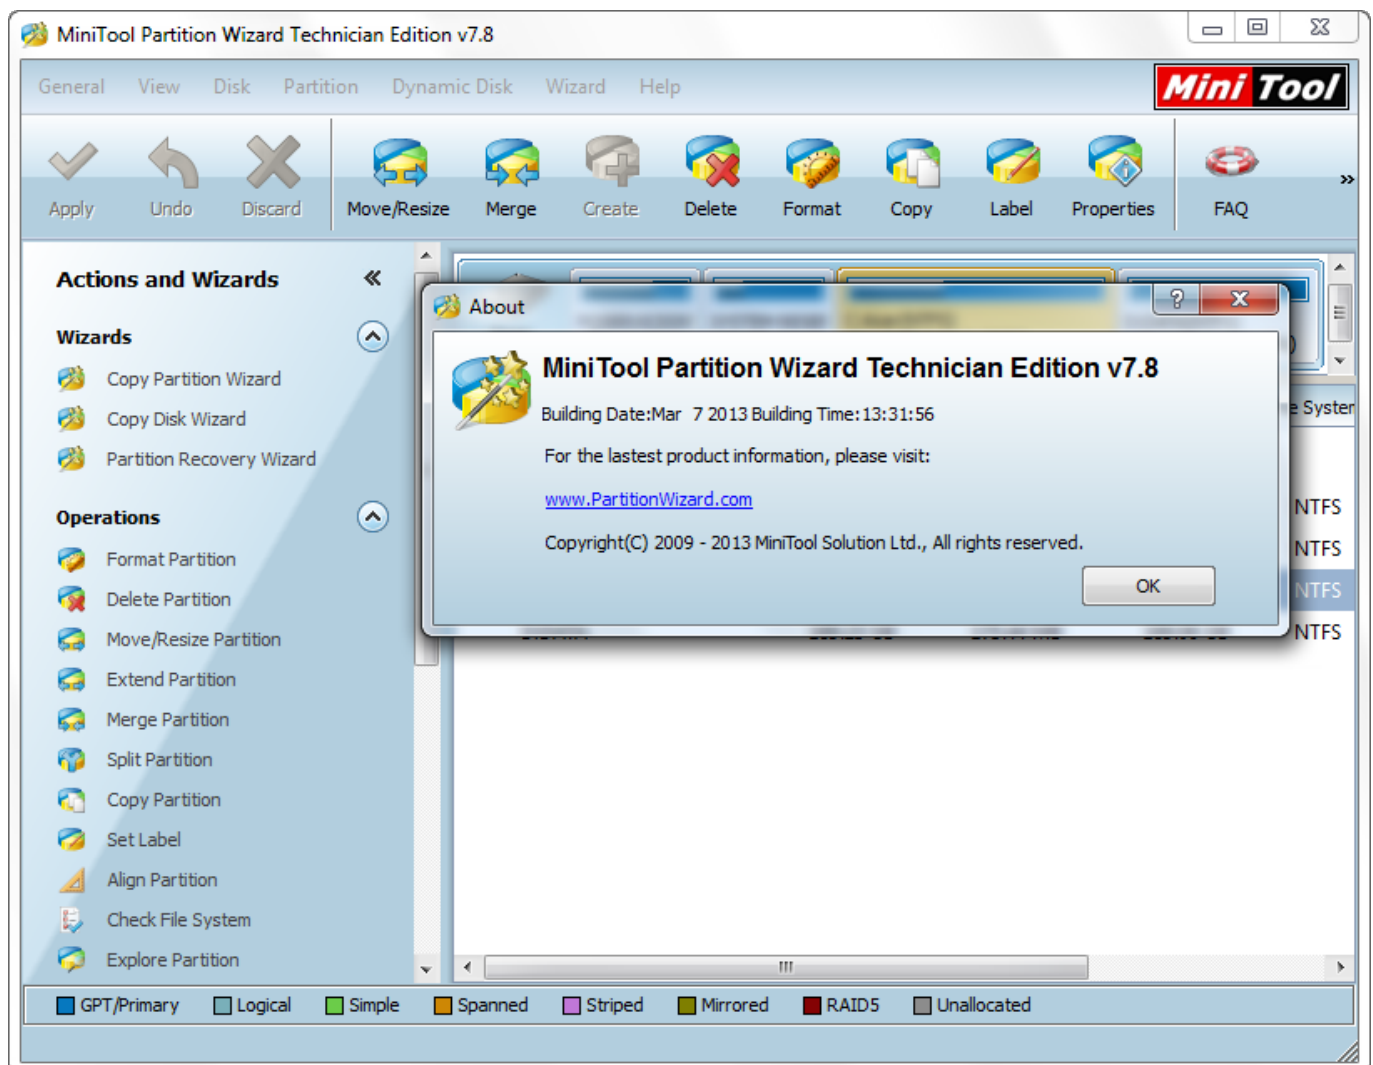 MiniTool Partition Wizard Technician Edition v7.8
General View Disk Partition Dynamic Disk Wizard Help
Mini Tool
Apply Undo Discard Move/Resize Merge Create Delete Format Copy Label Properties FAQ
Actions and Wizards
Wizards
Copy Partition Wizard
Copy Disk Wizard
Partition Recovery Wizard
Operations
Format Partition
Delete Partition
Move/Resize Partition
Extend Partition
Merge Partition
Split Partition
Copy Partition
Set Label
Align Partition
Check File System
Explore Partition
About
MiniTool Partition Wizard Technician Edition v7.8
Building Date:Mar 7 2013 Building Time:13:31:56
For the lastest product information, please visit:
www.PartitionWizard.com
Copyright(C) 2009 - 2013 MiniTool Solution Ltd., All rights reserved.
OK
e System
NTFS
NTFS
NTFS
NTFS
GPT/Primary Logical Simple Spanned Striped Mirrored RAID5 Unallocated